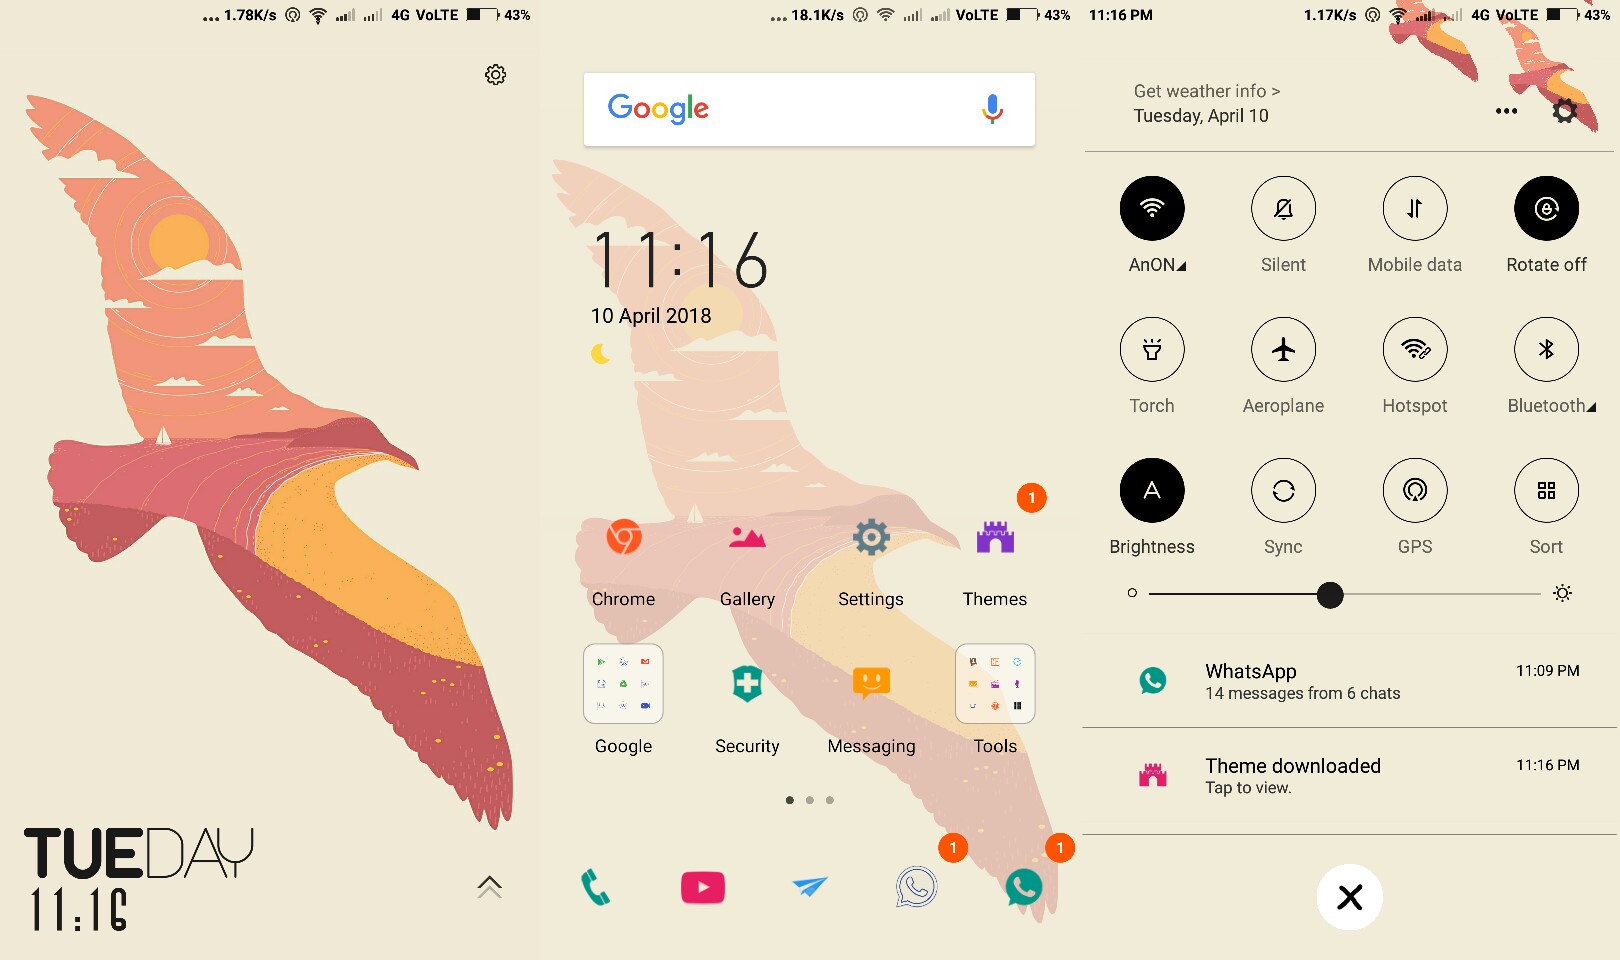 ... 1.78K/s 4G VoLTE 43%
TUEDAY
11:16
... 18.1K/s VoLTE 43%
Google
11:16
10 April 2018
1
Chrome Gallery Settings Themes
Google Security Messaging Tools
1 1
11:16 PM 1.17K/s 4G VoLTE 43%
Get weather info >
Tuesday, April 10
AnON Silent Mobile data Rotate off
Torch Aeroplane Hotspot Bluetooth
A
Brightness Sync GPS Sort
WhatsApp 11:09 PM
14 messages from 6 chats
Theme downloaded 11:16 PM
Tap to view.